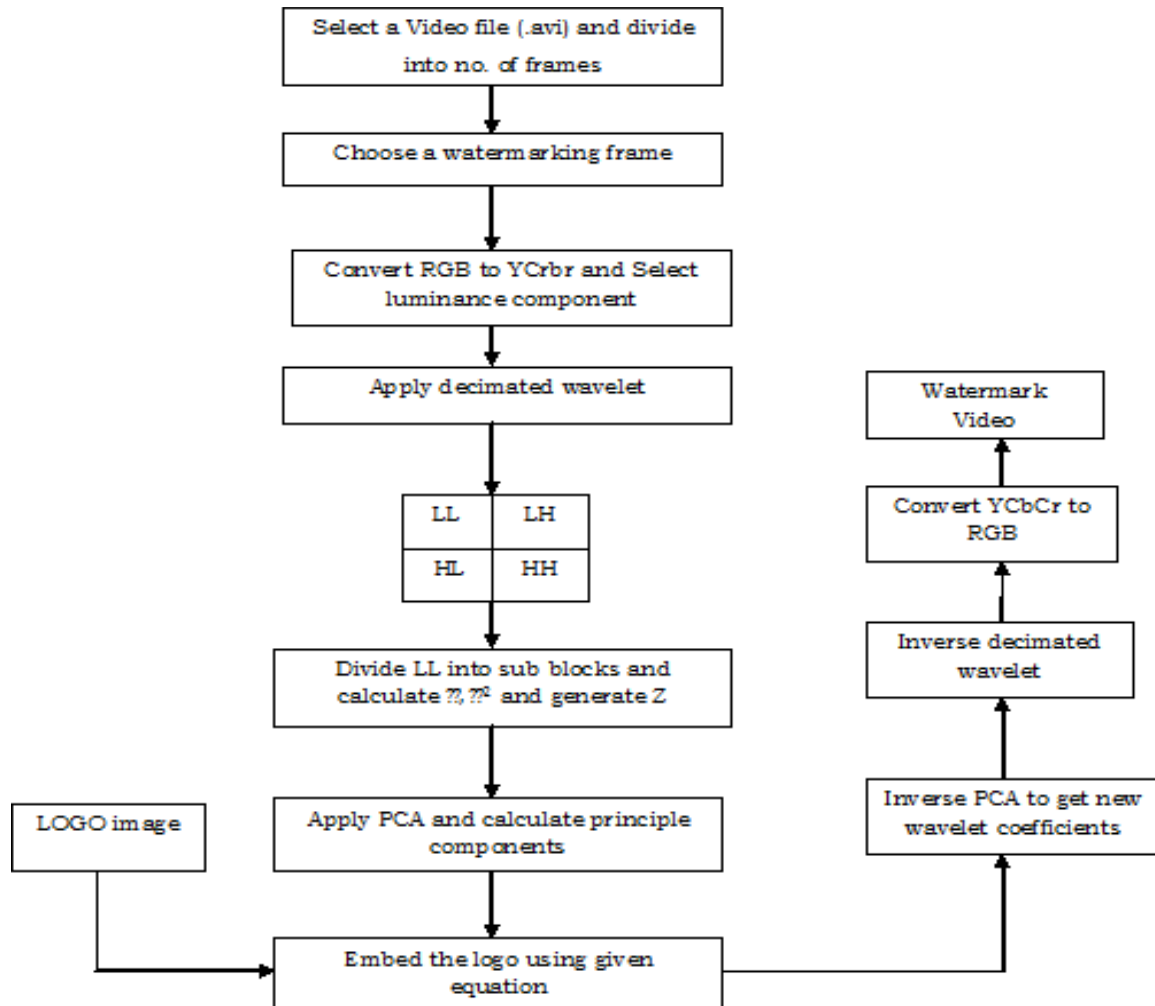 Select a Video file (.avi) and divide
into no. of frames
Choose a watermarking frame
Convert RGB to YCrbr and Select
luminance component
Apply decimated wavelet
LL
LH
HL
HH
Divide LL into sub blocks and
calculate ??, ??² and generate Z
Apply PCA and calculate principle
components
LOGO image
Embed the logo using given
equation
Inverse PCA to get new
wavelet coefficients
Inverse decimated
wavelet
Convert YCbCr to
RGB
Watermark
Video